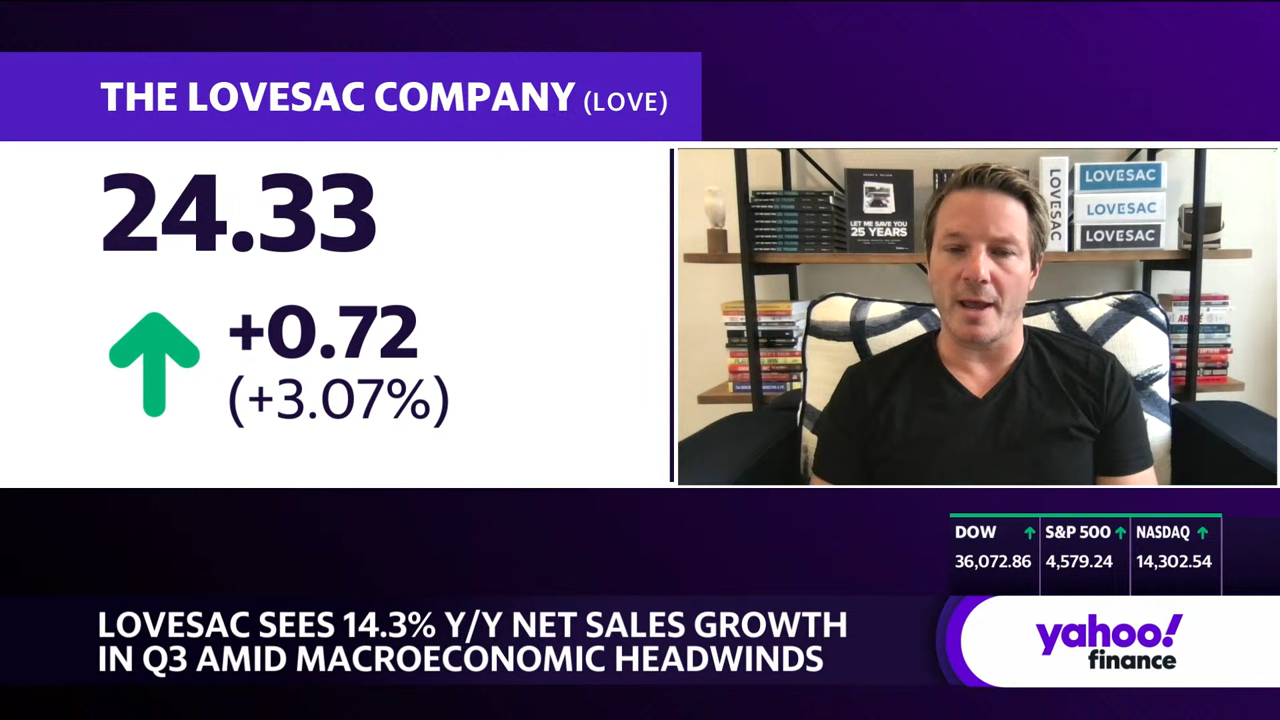 THE LOVESAC COMPANY (LOVE)
24.33
+0.72
(+3.07%)
LET ME SAVE YOU
25 YEARS
LOVESAC
LOVESAC
LOVESAC
LOVESAC
DOW
36,072.86
S&P 500
4,579.24
NASDAQ
14,302.54
LOVESAC SEES 14.3% Y/Y NET SALES GROWTH
IN Q3 AMID MACROECONOMIC HEADWINDS
yahoo!
finance